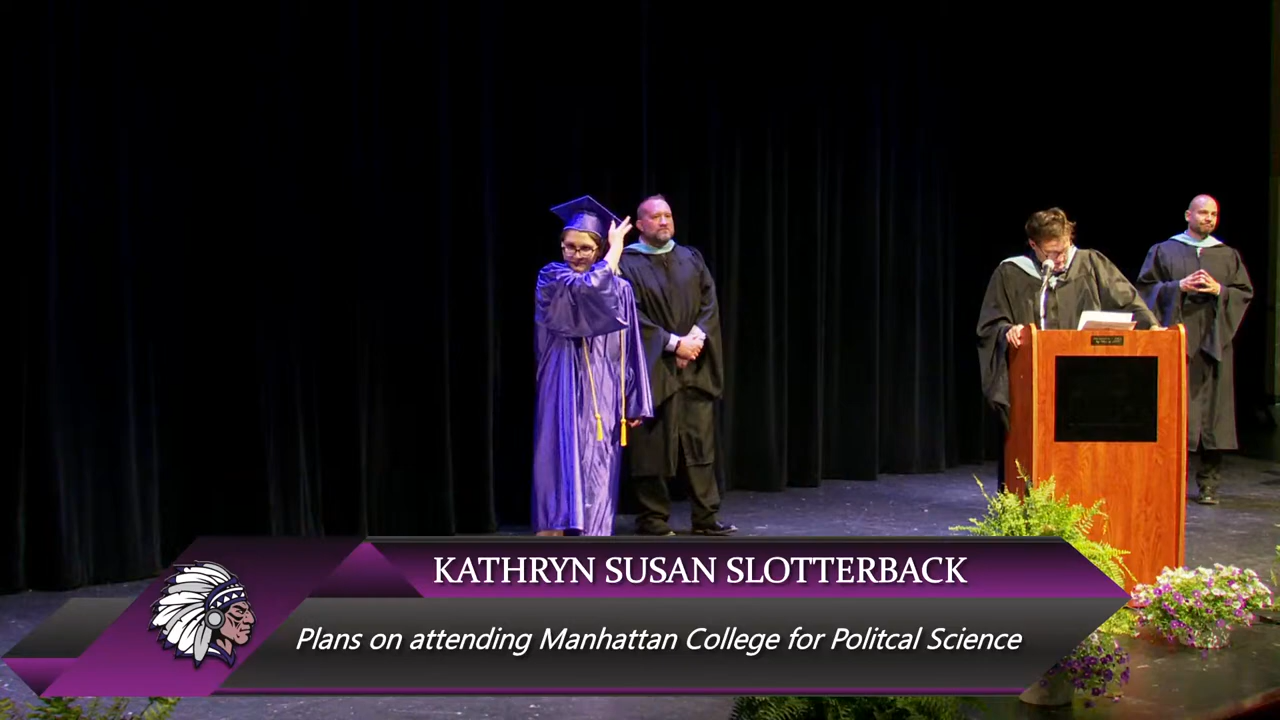 KATHRYN SUSAN SLOTTERBACK
Plans on attending Manhattan College for Politcal Science